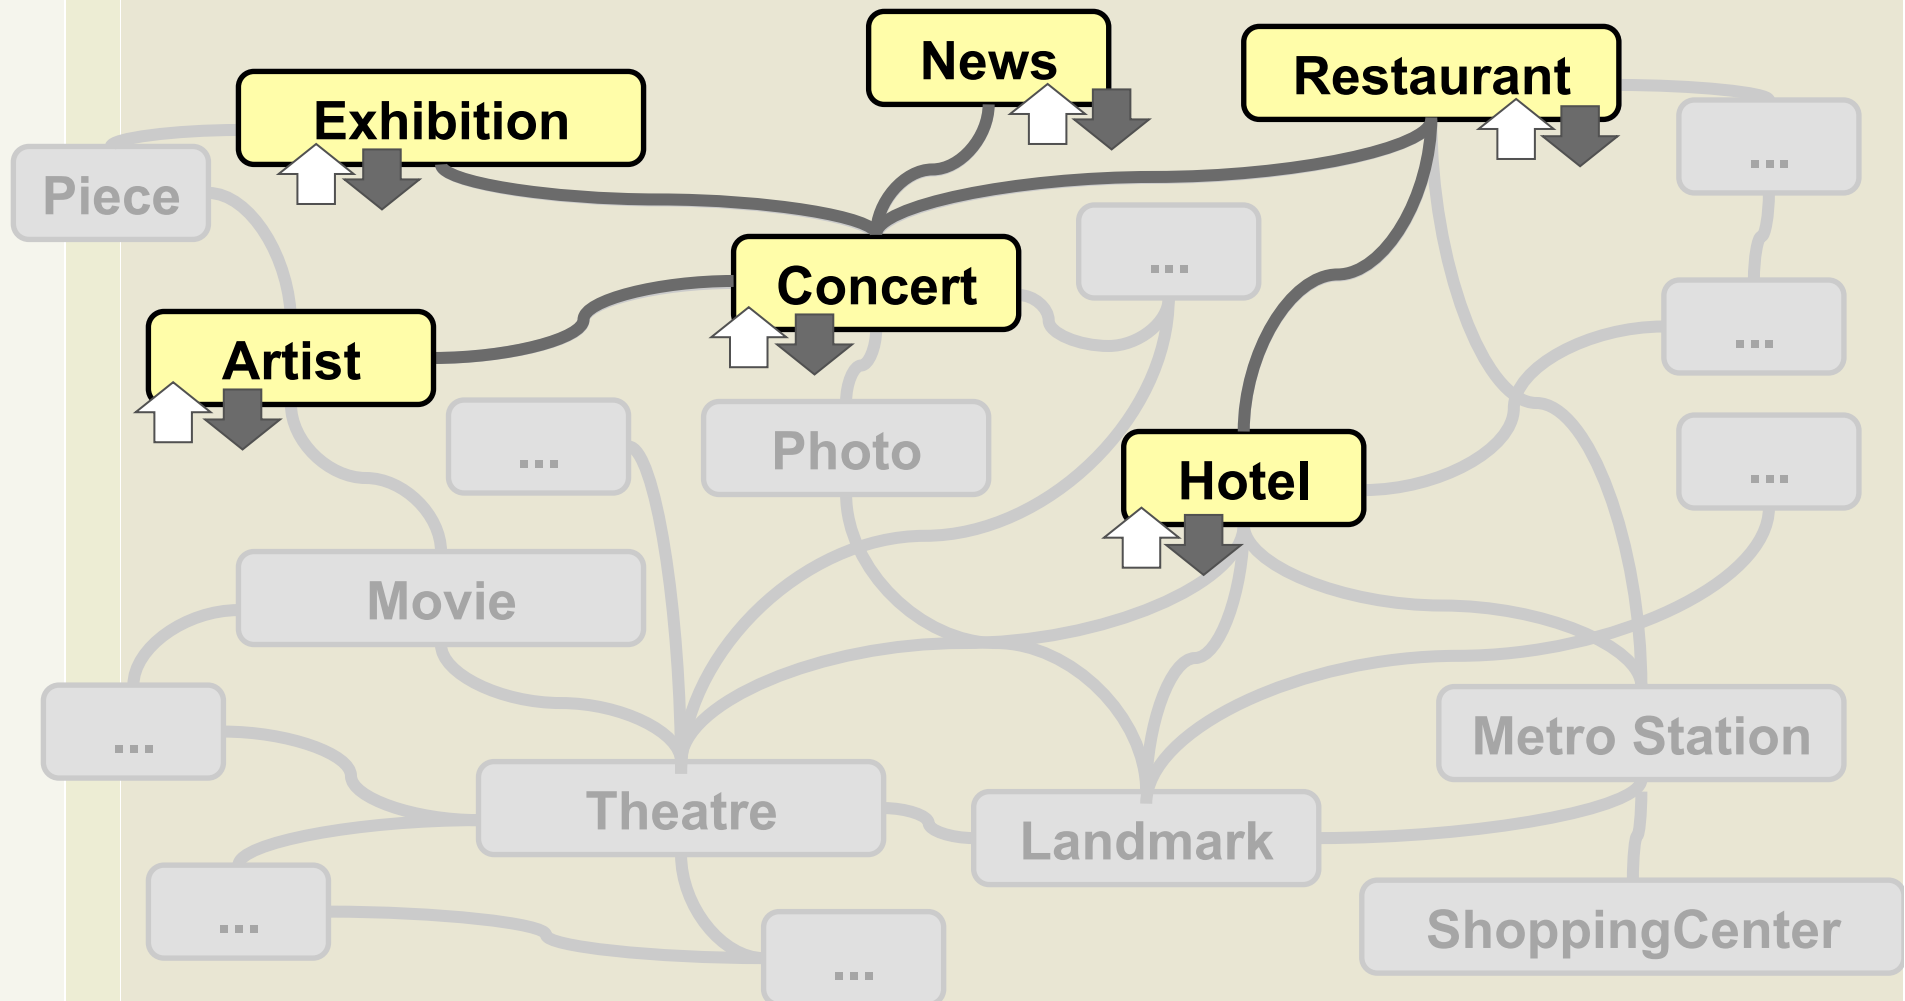 News
Restaurant
Exhibition
...
Piece
...
Concert
...
Artist
...
Photo
...
Hotel
Movie
...
Metro Station
Theatre
Landmark
...
ShoppingCenter
...